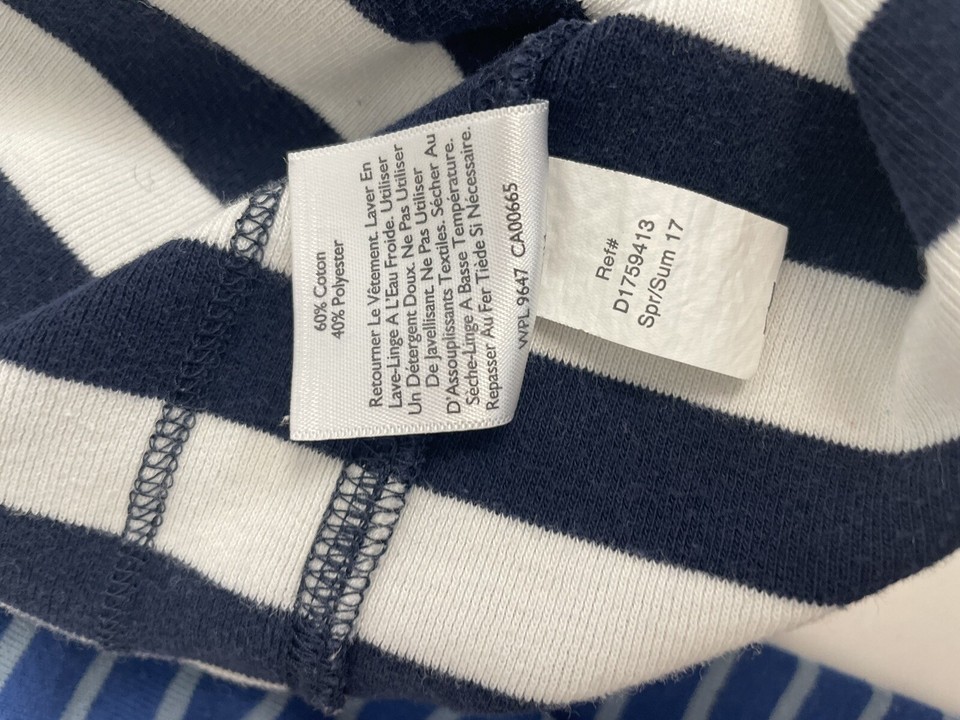 60% Coton
40% Polyester
Retourner Le Vêtement. Laver En
Lave-Linge A L'Eau Froide. Utiliser
Un Détergent Doux. Ne Pas Utiliser
De Javellisant. Ne Pas Utiliser
D'Assouplissants Textiles. Sécher Au
Sèche-Linge A Basse Température.
Repasser Au Fer Tiède Si Nécessaire.
WPL 9647 CA00665
Ref#
D1759413
Spr/Sum 17